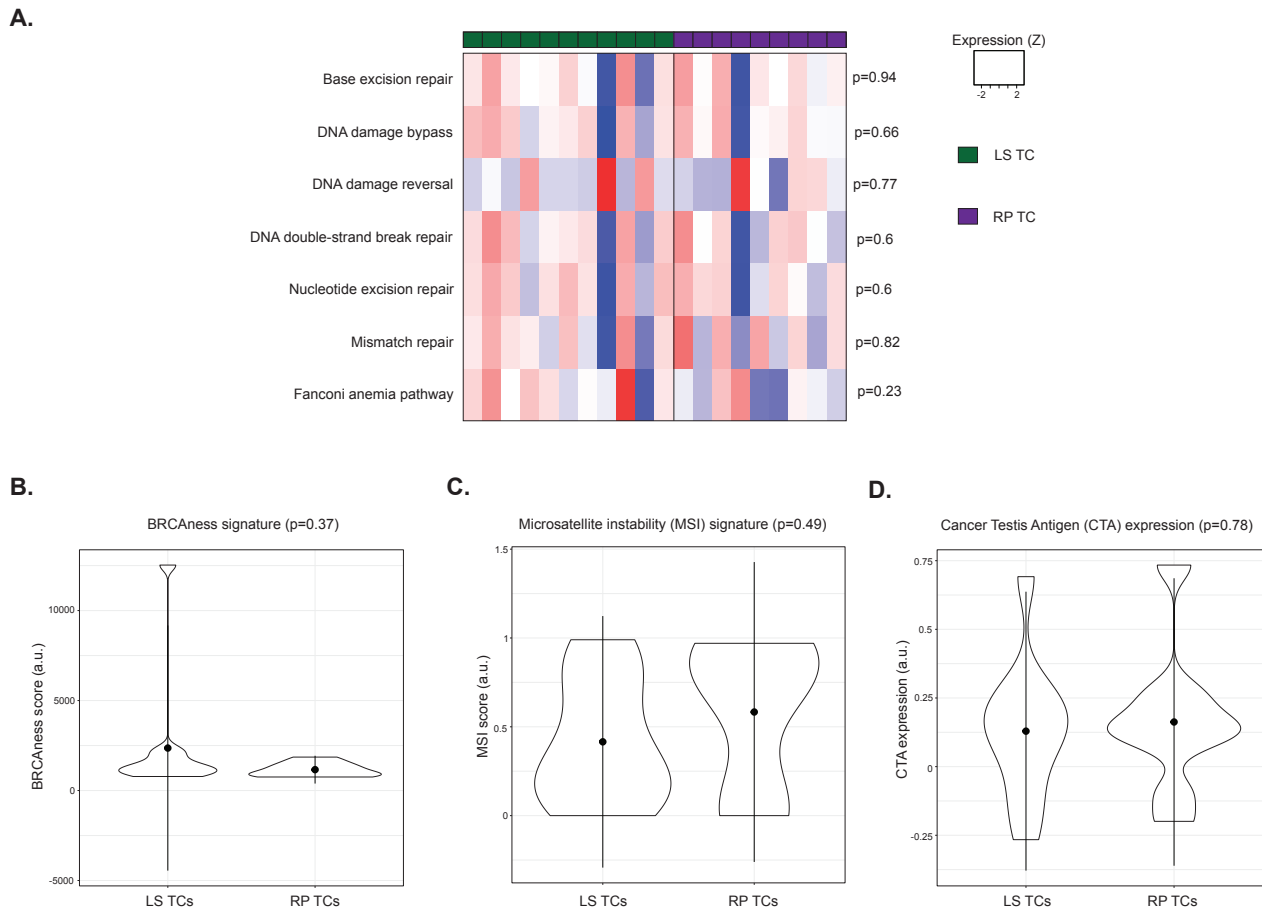 A.
Expression (Z)
-2 2
LS TC
RP TC
Base excision repair p=0.94
DNA damage bypass p=0.66
DNA damage reversal p=0.77
DNA double-strand break repair p=0.6
Nucleotide excision repair p=0.6
Mismatch repair p=0.82
Fanconi anemia pathway p=0.23
B.
BRCAness signature (p=0.37)
BRCAness score (a.u.)
10000
5000
0
-5000
LS TCs RP TCs
C.
Microsatellite instability (MSI) signature (p=0.49)
MSI score (a.u.)
1.5
1
0.5
0
LS TCs RP TCs
D.
Cancer Testis Antigen (CTA) expression (p=0.78)
CTA expression (a.u.)
0.75
0.5
0.25
0
-0.25
LS TCs RP TCs